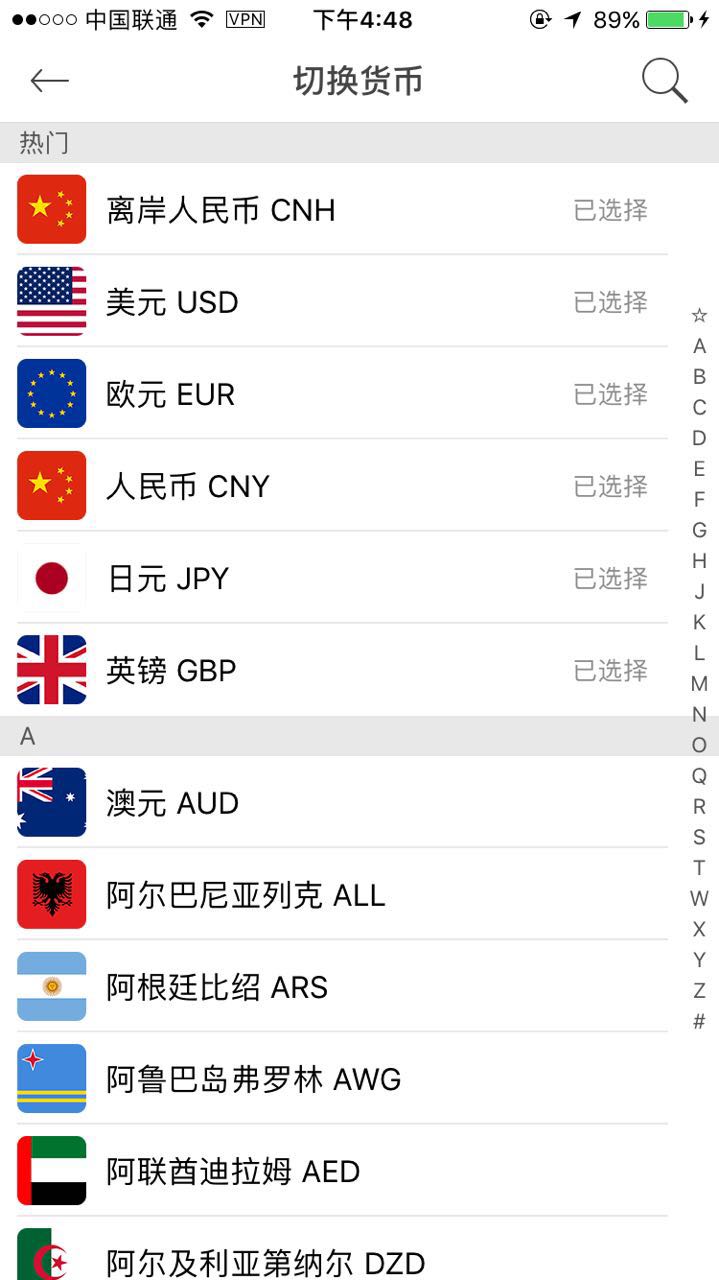 中国联通 VPN 下午4:48 89%
切换货币
热门
离岸人民币 CNH 已选择
美元 USD 已选择
欧元 EUR 已选择
人民币 CNY 已选择
日元 JPY 已选择
英镑 GBP 已选择
A
澳元 AUD
阿尔巴尼亚列克 ALL
阿根廷比绍 ARS
阿鲁巴岛弗罗林 AWG
阿联酋迪拉姆 AED
阿尔及利亚第纳尔 DZD
☆
A
B
C
D
E
F
G
H
J
K
L
M
N
O
Q
R
S
T
W
X
Y
Z
#